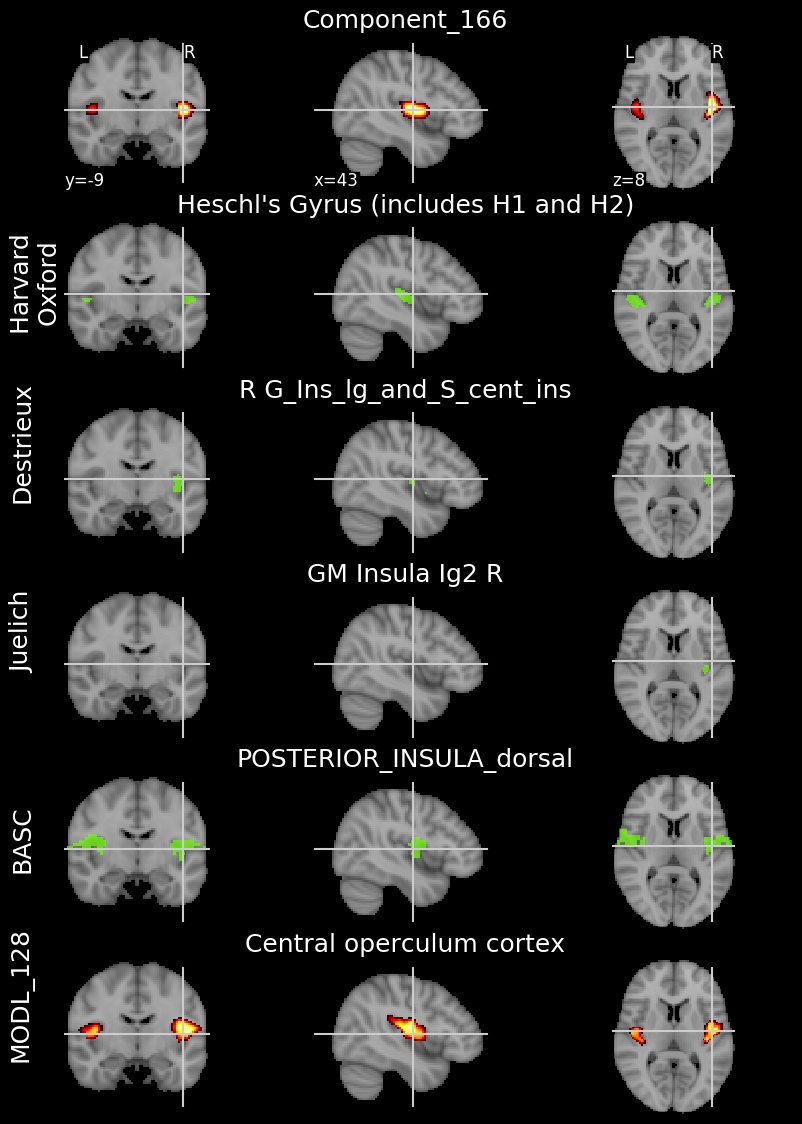 Component_166
L R
L R
y=-9
x=43
z=8
Heschl's Gyrus (includes H1 and H2)
Harvard
Oxford
R G_Ins_lg_and_S_cent_ins
Destrieux
GM Insula Ig2 R
Juelich
POSTERIOR_INSULA_dorsal
BASC
Central operculum cortex
MODL_128